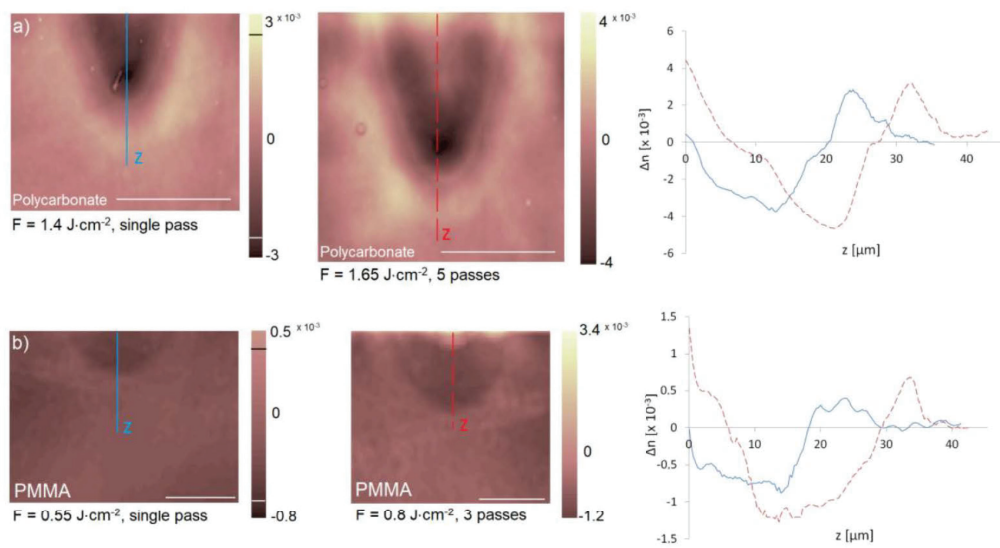 a)
3 x 10⁻³
0
-3
z
Polycarbonate
F = 1.4 J·cm⁻², single pass
4 x 10⁻³
0
-4
z
Polycarbonate
F = 1.65 J·cm⁻², 5 passes
Δn [x 10⁻³]
6
4
2
0
-2
-4
-6
0 10 20 30 40
z [µm]
b)
0.5 x 10⁻³
0
-0.8
z
PMMA
F = 0.55 J·cm⁻², single pass
3.4 x 10⁻³
0
-1.2
z
PMMA
F = 0.8 J·cm⁻², 3 passes
Δn [x 10⁻³]
1.5
1
0.5
0
-0.5
-1
-1.5
0 10 20 30 40
z [µm]